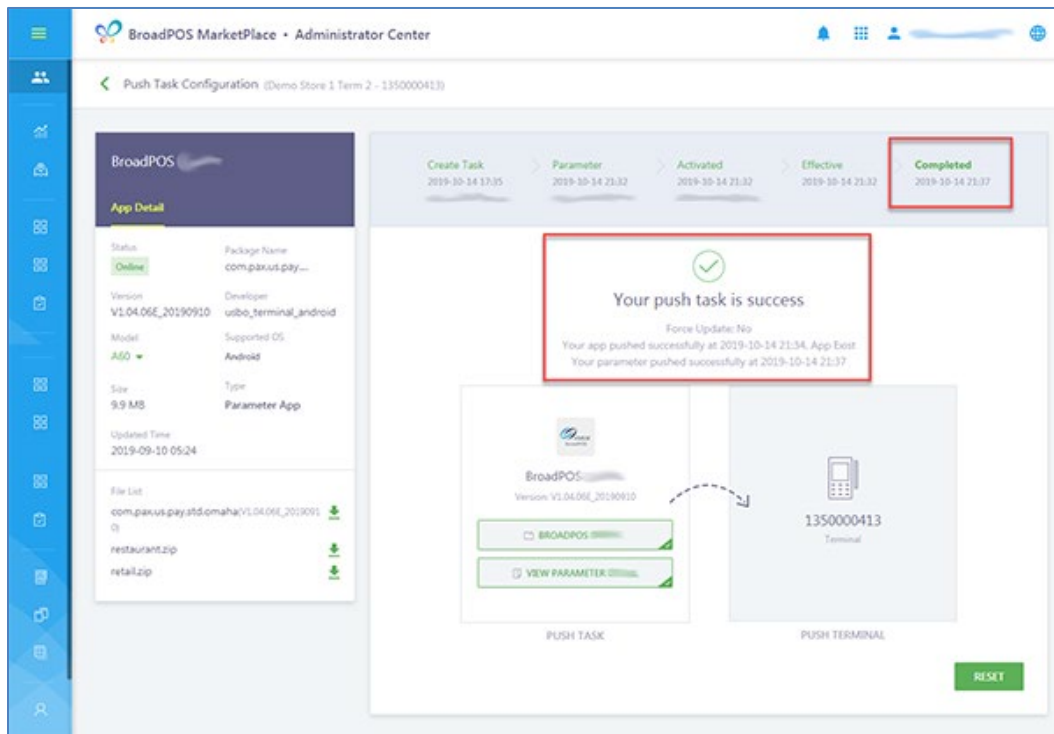 BroadPOS MarketPlace • Administrator Center
Push Task Configuration (Demo Store 1 Term 2 - 1350000413)
BroadPOS
App Detail
Status
Online
Package Name
com.pax.us.pay....
Version
V1.04.06E_20190910
Developer
usbo_terminal_android
Model
A60
Supported OS
Android
Size
9.9 MB
Type
Parameter App
Updated Time
2019-09-10 05:24
File List
com.pax.us.pay.std.omaha(V1.04.06E_2019091
0)
restaurant.zip
retail.zip
Create Task
2019-10-14 17:35
Parameter
2019-10-14 21:32
Activated
2019-10-14 21:32
Effective
2019-10-14 21:32
Completed
2019-10-14 21:37
Your push task is success
Force Update: No
Your app pushed successfully at 2019-10-14 21:34, App Exist
Your parameter pushed successfully at 2019-10-14 21:37
BroadPOS
Version: V1.04.06E_20190910
BROADPOS
VIEW PARAMETER
PUSH TASK
1350000413
Terminal
PUSH TERMINAL
RESET